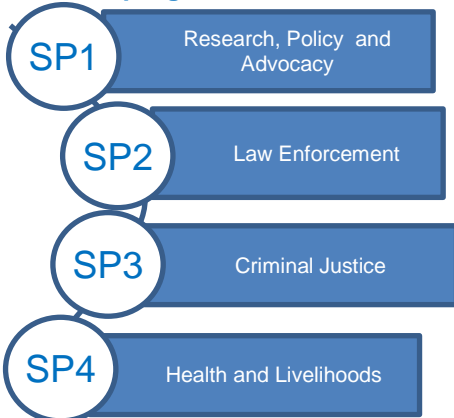 SP1
Research, Policy and
Advocacy
SP2
Law Enforcement
SP3
Criminal Justice
SP4
Health and Livelihoods